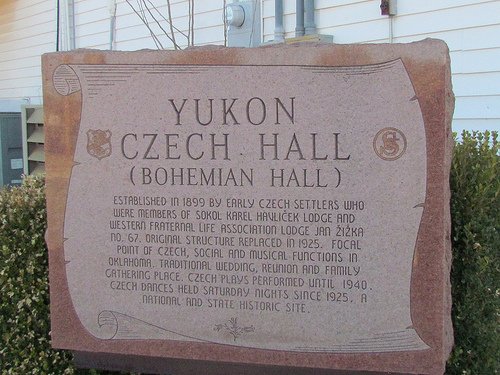 YUKON
CZECH HALL
(BOHEMIAN HALL)
ESTABLISHED IN 1899 BY EARLY CZECH SETTLERS WHO
WERE MEMBERS OF SOKOL KAREL HAVLIČEK LODGE AND
WESTERN FRATERNAL LIFE ASSOCIATION LODGE JAN ŽIŽKA
NO. 67. ORIGINAL STRUCTURE REPLACED IN 1925. FOCAL
POINT OF CZECH, SOCIAL AND MUSICAL FUNCTIONS IN
OKLAHOMA. TRADITIONAL WEDDING, REUNION AND FAMILY
GATHERING PLACE. CZECH PLAYS PERFORMED UNTIL 1940.
CZECH DANCES HELD SATURDAY NIGHTS SINCE 1925. A
NATIONAL AND STATE HISTORIC SITE.